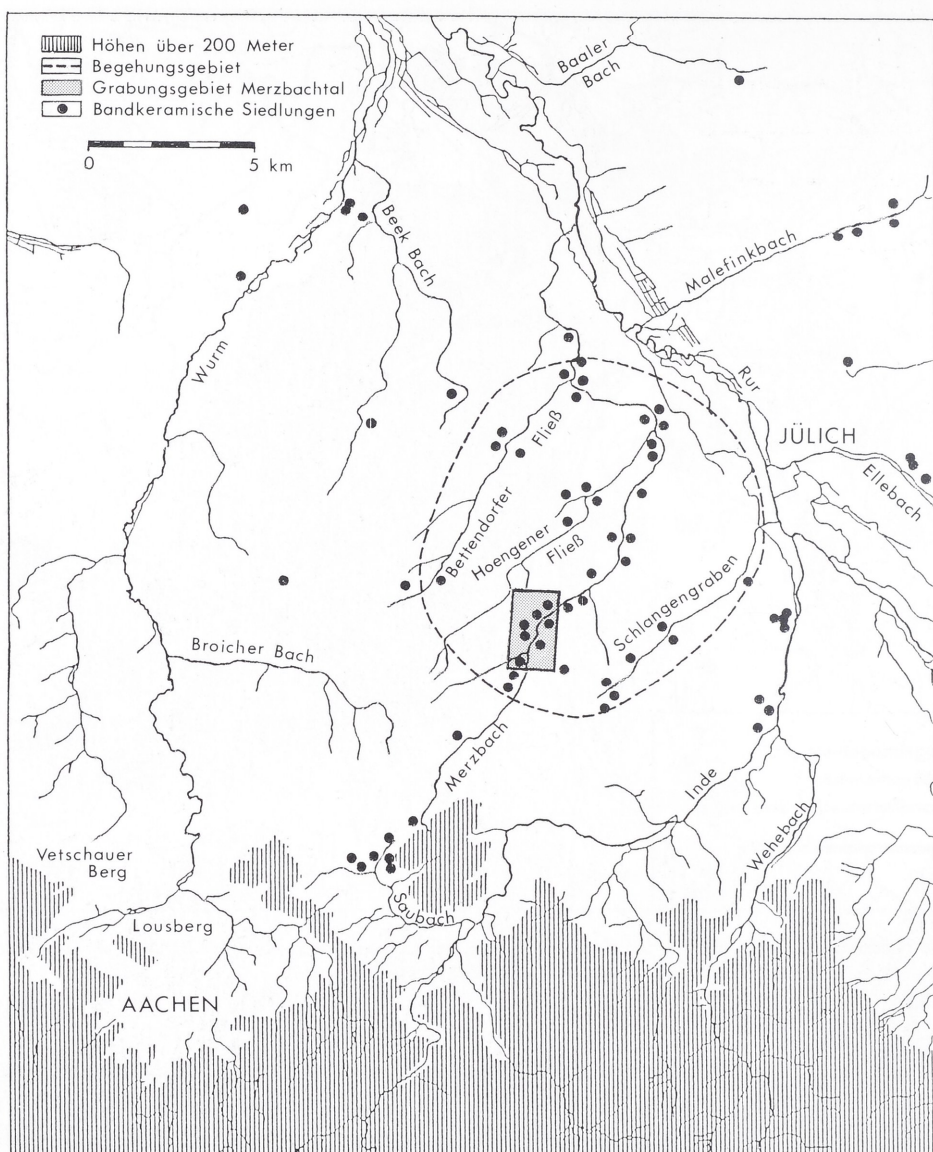 Höhen über 200 Meter
Begehungsgebiet
Grabungsgebiet Merzbachtal
Bandkeramische Siedlungen
0 5 km
Baaler
Bach
Beek Bach
Malefinkbach
Wurm
Rur
JÜLICH
Ellebach
Fließ
Bettendorfer
Hoengener
Fließ
Schlangengraben
Broicher Bach
Merzbach
Inde
Wehebach
Vetschauer
Berg
Saubach
Lousberg
AACHEN